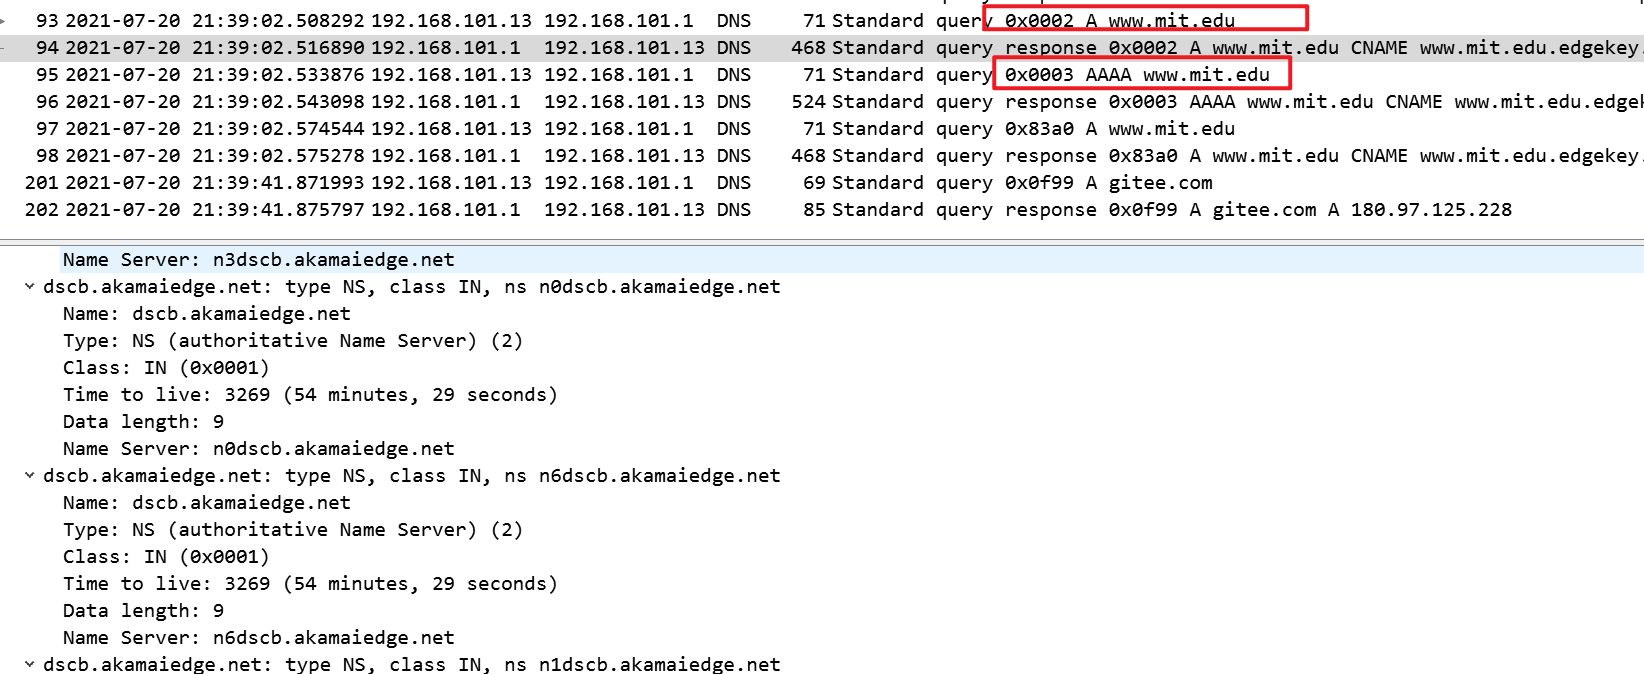 93 2021-07-20 21:39:02.508292 192.168.101.13 192.168.101.1 DNS 71 Standard query 0x0002 A www.mit.edu
94 2021-07-20 21:39:02.516890 192.168.101.1 192.168.101.13 DNS 468 Standard query response 0x0002 A www.mit.edu CNAME www.mit.edu.edgekey.
95 2021-07-20 21:39:02.533876 192.168.101.13 192.168.101.1 DNS 71 Standard query 0x0003 AAAA www.mit.edu
96 2021-07-20 21:39:02.543098 192.168.101.1 192.168.101.13 DNS 524 Standard query response 0x0003 AAAA www.mit.edu CNAME www.mit.edu.edgek
97 2021-07-20 21:39:02.574544 192.168.101.13 192.168.101.1 DNS 71 Standard query 0x83a0 A www.mit.edu
98 2021-07-20 21:39:02.575278 192.168.101.1 192.168.101.13 DNS 468 Standard query response 0x83a0 A www.mit.edu CNAME www.mit.edu.edgekey.
201 2021-07-20 21:39:41.871993 192.168.101.13 192.168.101.1 DNS 69 Standard query 0x0f99 A gitee.com
202 2021-07-20 21:39:41.875797 192.168.101.1 192.168.101.13 DNS 85 Standard query response 0x0f99 A gitee.com A 180.97.125.228
Name Server: n3dscb.akamaiedge.net
dscb.akamaiedge.net: type NS, class IN, ns n0dscb.akamaiedge.net
Name: dscb.akamaiedge.net
Type: NS (authoritative Name Server) (2)
Class: IN (0x0001)
Time to live: 3269 (54 minutes, 29 seconds)
Data length: 9
Name Server: n0dscb.akamaiedge.net
dscb.akamaiedge.net: type NS, class IN, ns n6dscb.akamaiedge.net
Name: dscb.akamaiedge.net
Type: NS (authoritative Name Server) (2)
Class: IN (0x0001)
Time to live: 3269 (54 minutes, 29 seconds)
Data length: 9
Name Server: n6dscb.akamaiedge.net
dscb.akamaiedge.net: type NS, class IN, ns n1dscb.akamaiedge.net